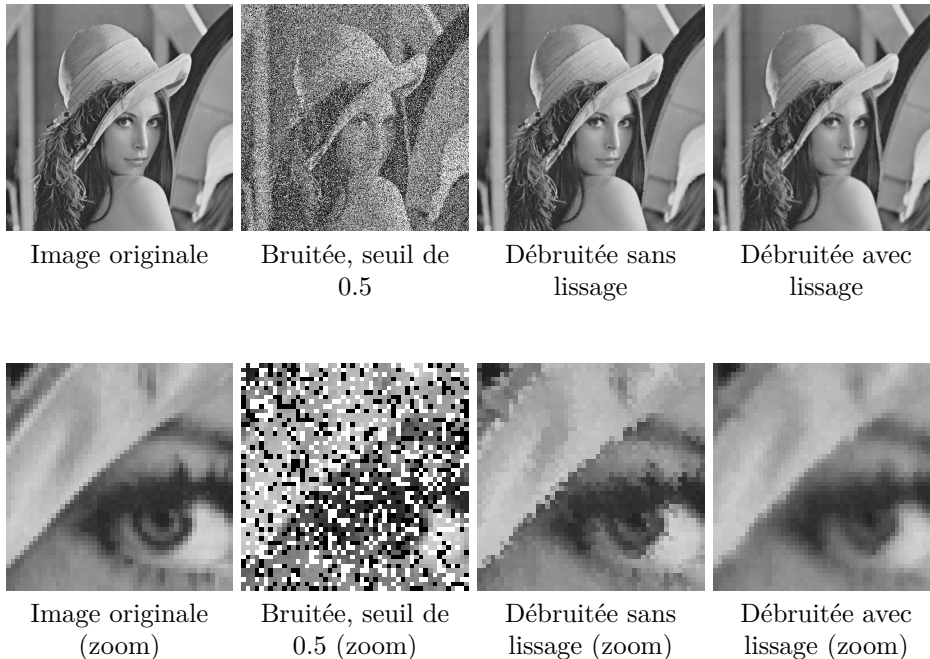 Image originale
Bruitée, seuil de
0.5
Débruitée sans
lissage
Débruitée avec
lissage
Image originale
(zoom)
Bruitée, seuil de
0.5 (zoom)
Débruitée sans
lissage (zoom)
Débruitée avec
lissage (zoom)